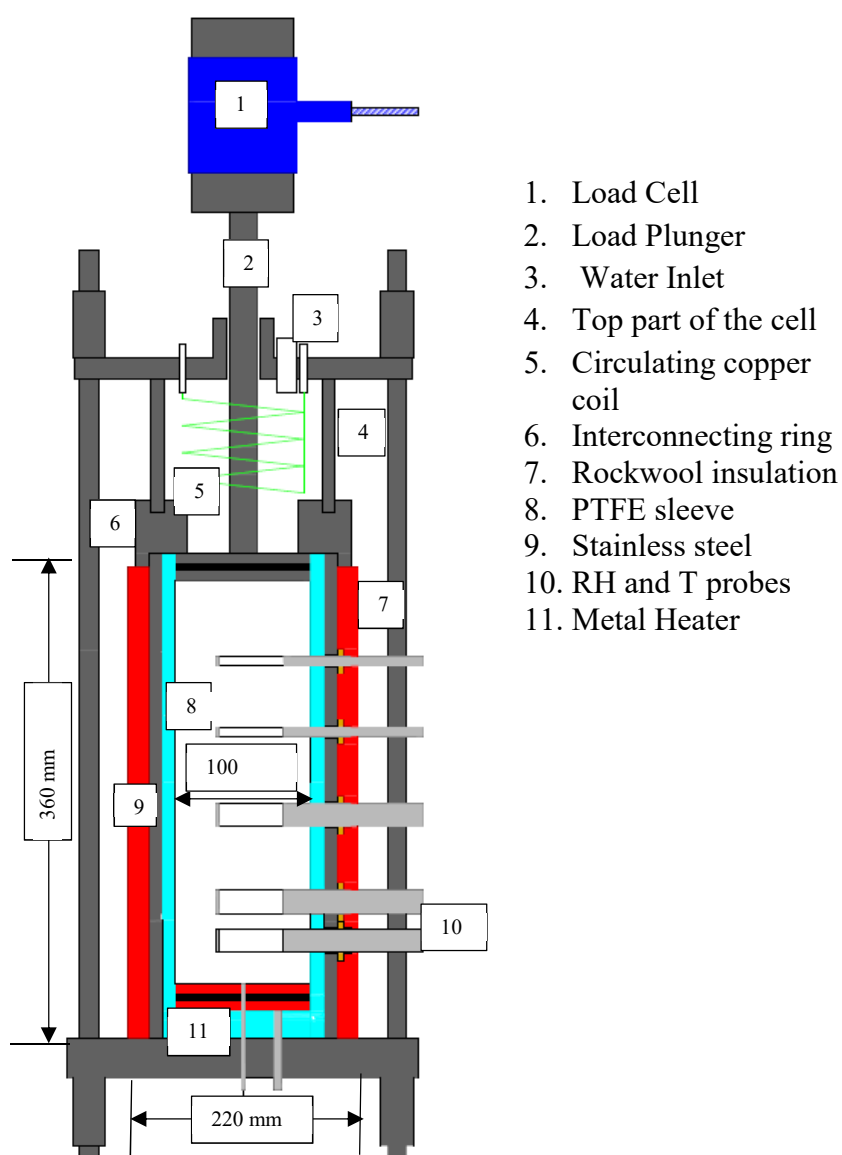 1
2
3
4
5
6
7
8
100
360 mm
9
10
11
220 mm
1. Load Cell
2. Load Plunger
3. Water Inlet
4. Top part of the cell
5. Circulating copper
coil
6. Interconnecting ring
7. Rockwool insulation
8. PTFE sleeve
9. Stainless steel
10. RH and T probes
11. Metal Heater